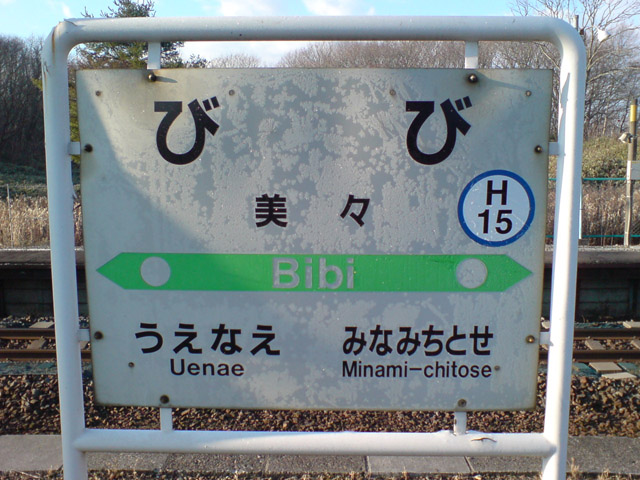 びび
美々
H
15
Bibi
うえなえ みなみちとせ
Uenae Minami-chitose